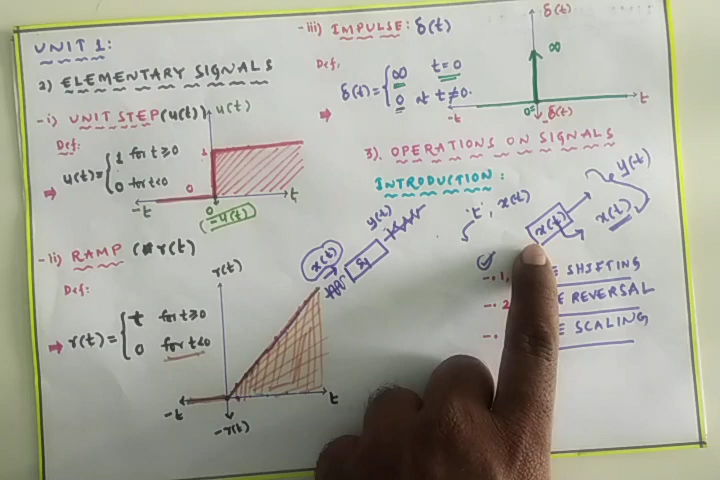 UNIT 1:
2) ELEMENTARY SIGNALS
-i) UNIT STEP (u(t))
Def:
u(t) = { 1 for t≥0
0 for t<0
u(t)
1
0
-t
0
t
-u(t)
-ii) RAMP r(t)
Def:
r(t) = { t for t≥0
0 for t<0
r(t)
-t
t
-r(t)
x(t)
y(t)
-iii) IMPULSE: δ(t)
Def,
δ(t) = { ∞ t=0
0 at t≠0.
δ(t)
∞
-t
0
t
-δ(t)
3). OPERATIONS ON SIGNALS
INTRODUCTION:
't', x(t)
x(t)
y(t)
x(t)
-. 1, E SHIFTING
-. 2 E REVERSAL
-. E SCALING